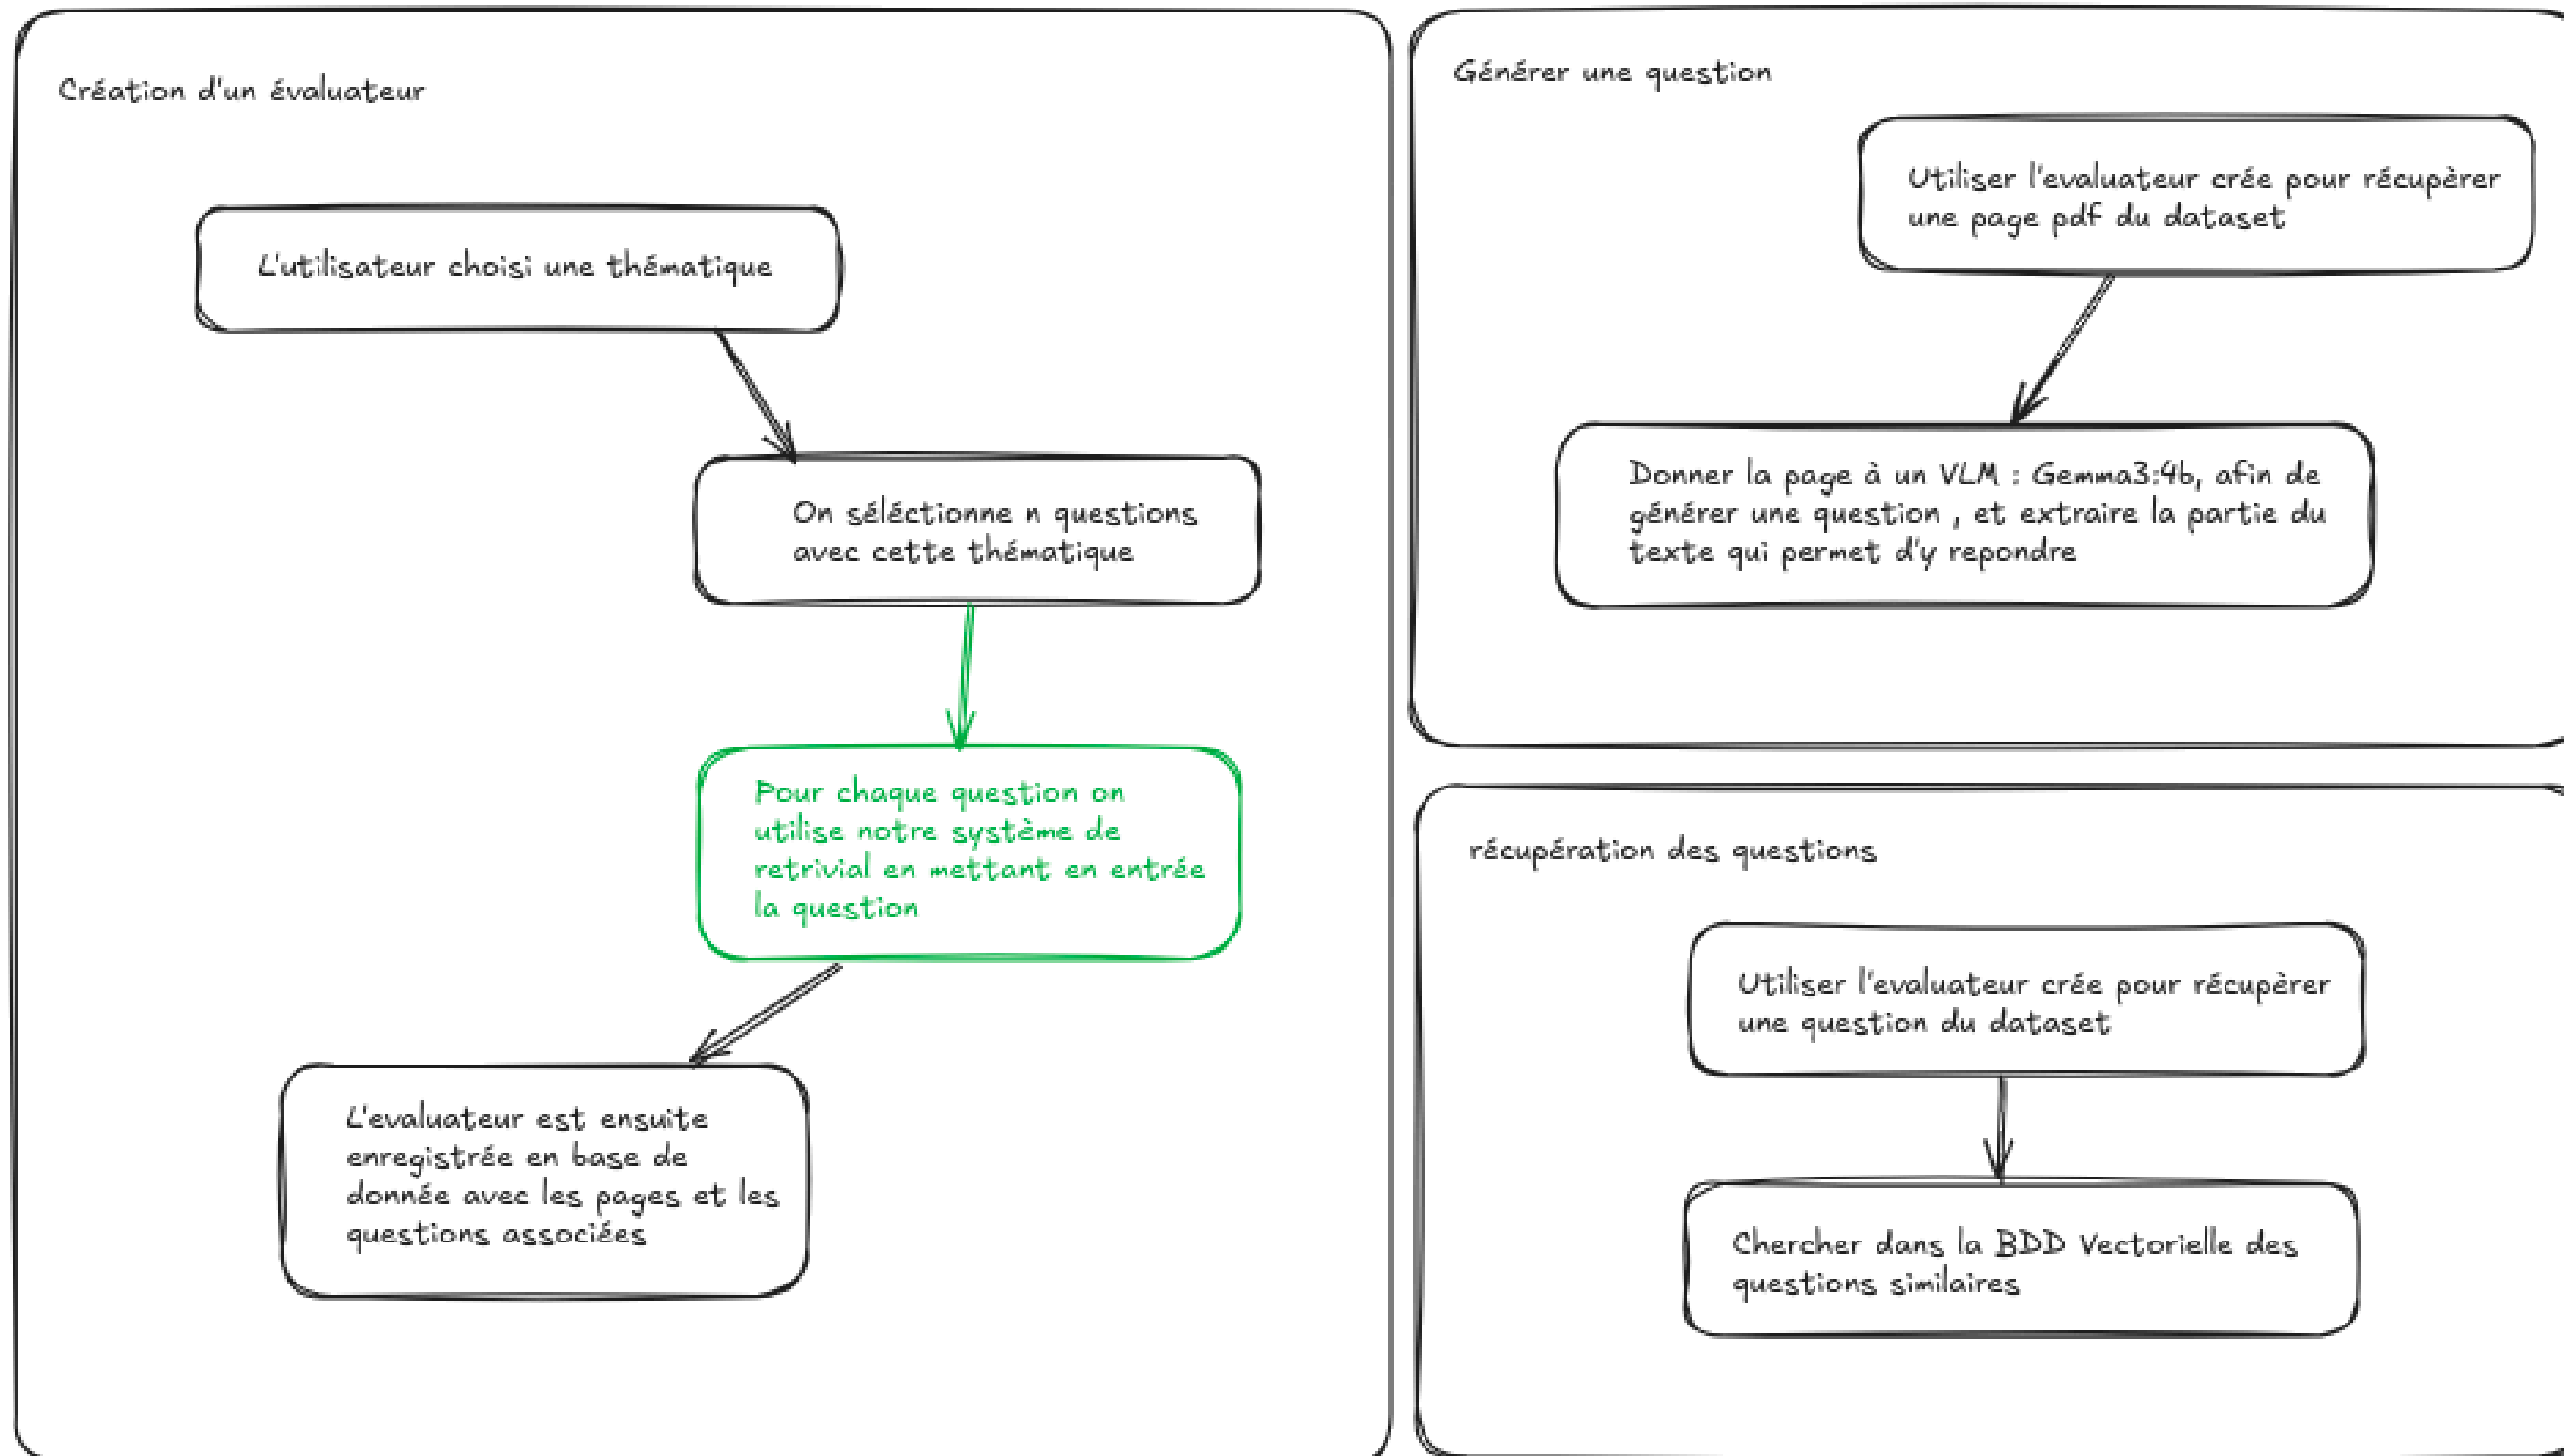 Création d'un évaluateur
L'utilisateur choisi une thématique
On séléctionne n questions
avec cette thématique
Pour chaque question on
utilise notre système de
retrivial en mettant en entrée
la question
L'evaluateur est ensuite
enregistrée en base de
donnée avec les pages et les
questions associées
Générer une question
Utiliser l'evaluateur crée pour récupèrer
une page pdf du dataset
Donner la page à un VLM : Gemma3:4b, afin de
générer une question , et extraire la partie du
texte qui permet d'y repondre
récupération des questions
Utiliser l'evaluateur crée pour récupèrer
une question du dataset
Chercher dans la BDD Vectorielle des
questions similaires